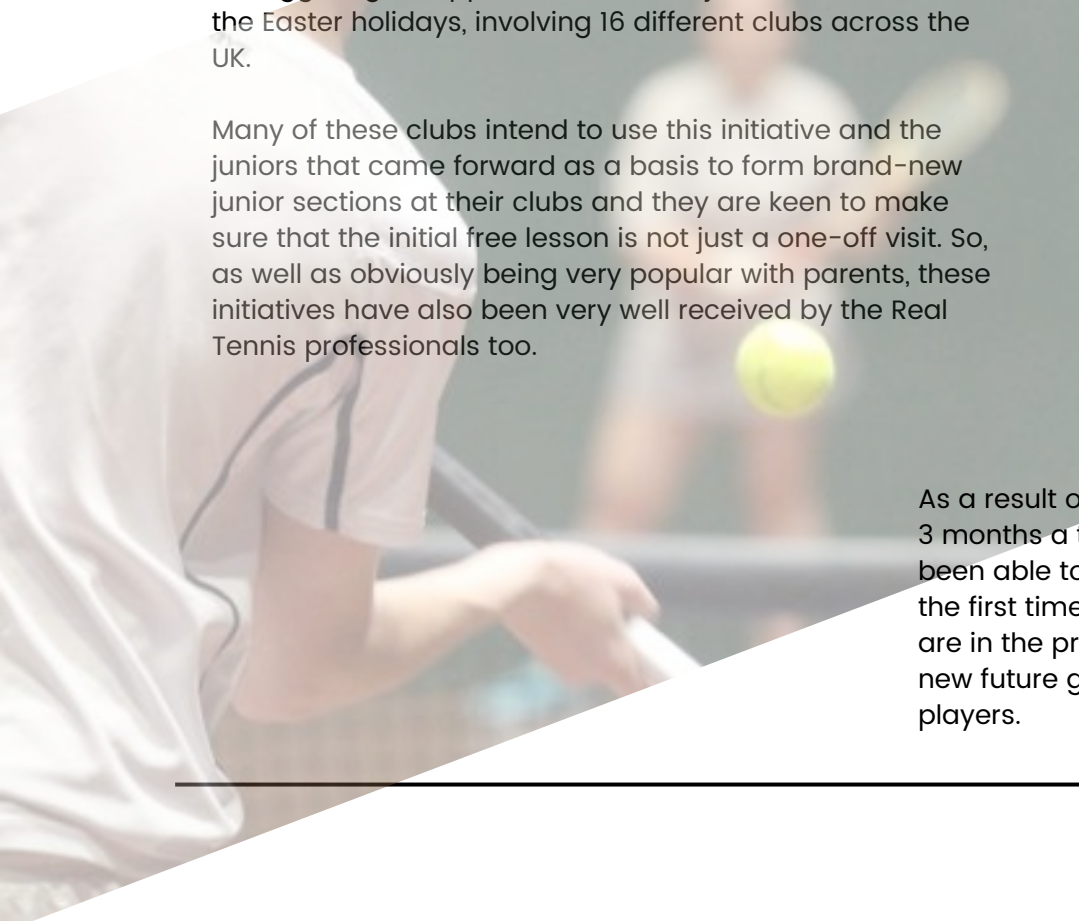 the Easter holidays, involving 16 different clubs across the
UK.
Many of these clubs intend to use this initiative and the
juniors that came forward as a basis to form brand-new
junior sections at their clubs and they are keen to make
sure that the initial free lesson is not just a one-off visit. So,
as well as obviously being very popular with parents, these
initiatives have also been very well received by the Real
Tennis professionals too.
As a result
3 months a
been able
the first time
are in the
new future
players.